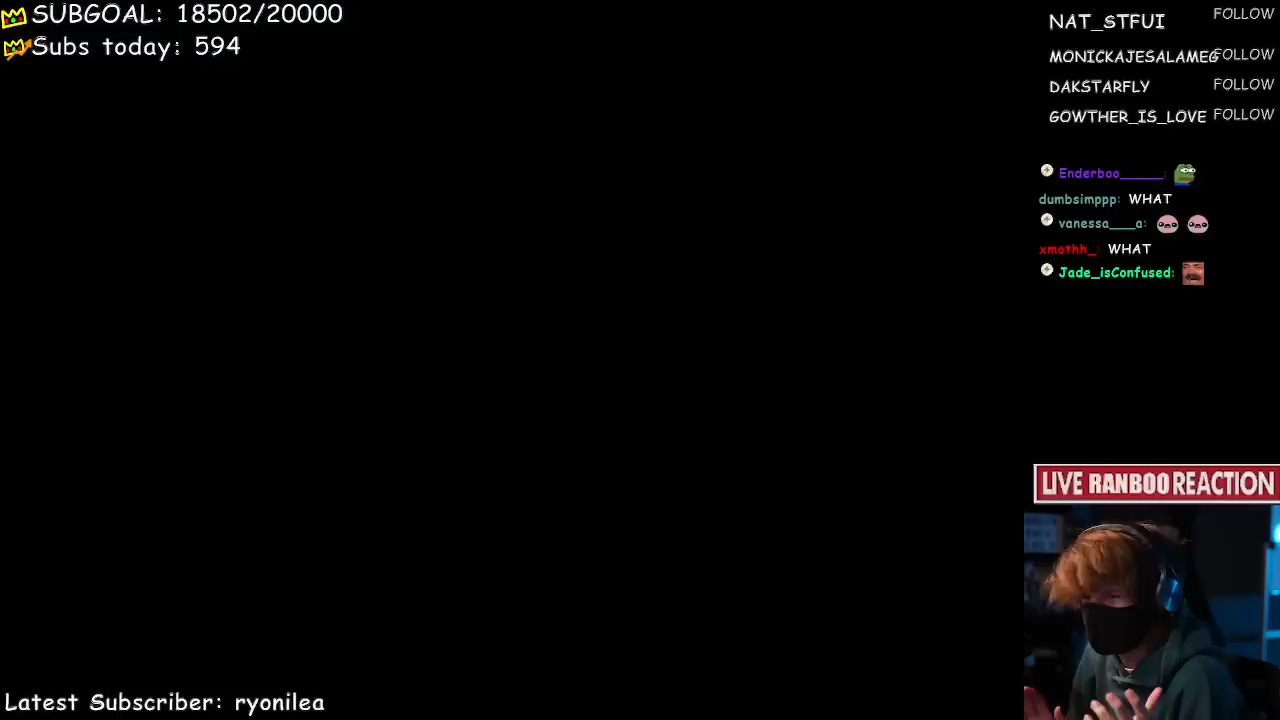 SUBGOAL: 18502/20000
Subs today: 594
NAT_STFUI FOLLOW
MONICKAJESALAMEG FOLLOW
DAKSTARFLY FOLLOW
GOWTHER_IS_LOVE FOLLOW
Enderboo_____:
dumbsimppp: WHAT
vanessa___a:
xmothh_: WHAT
Jade_isConfused:
LIVE RANBOO REACTION
Latest Subscriber: ryonilea